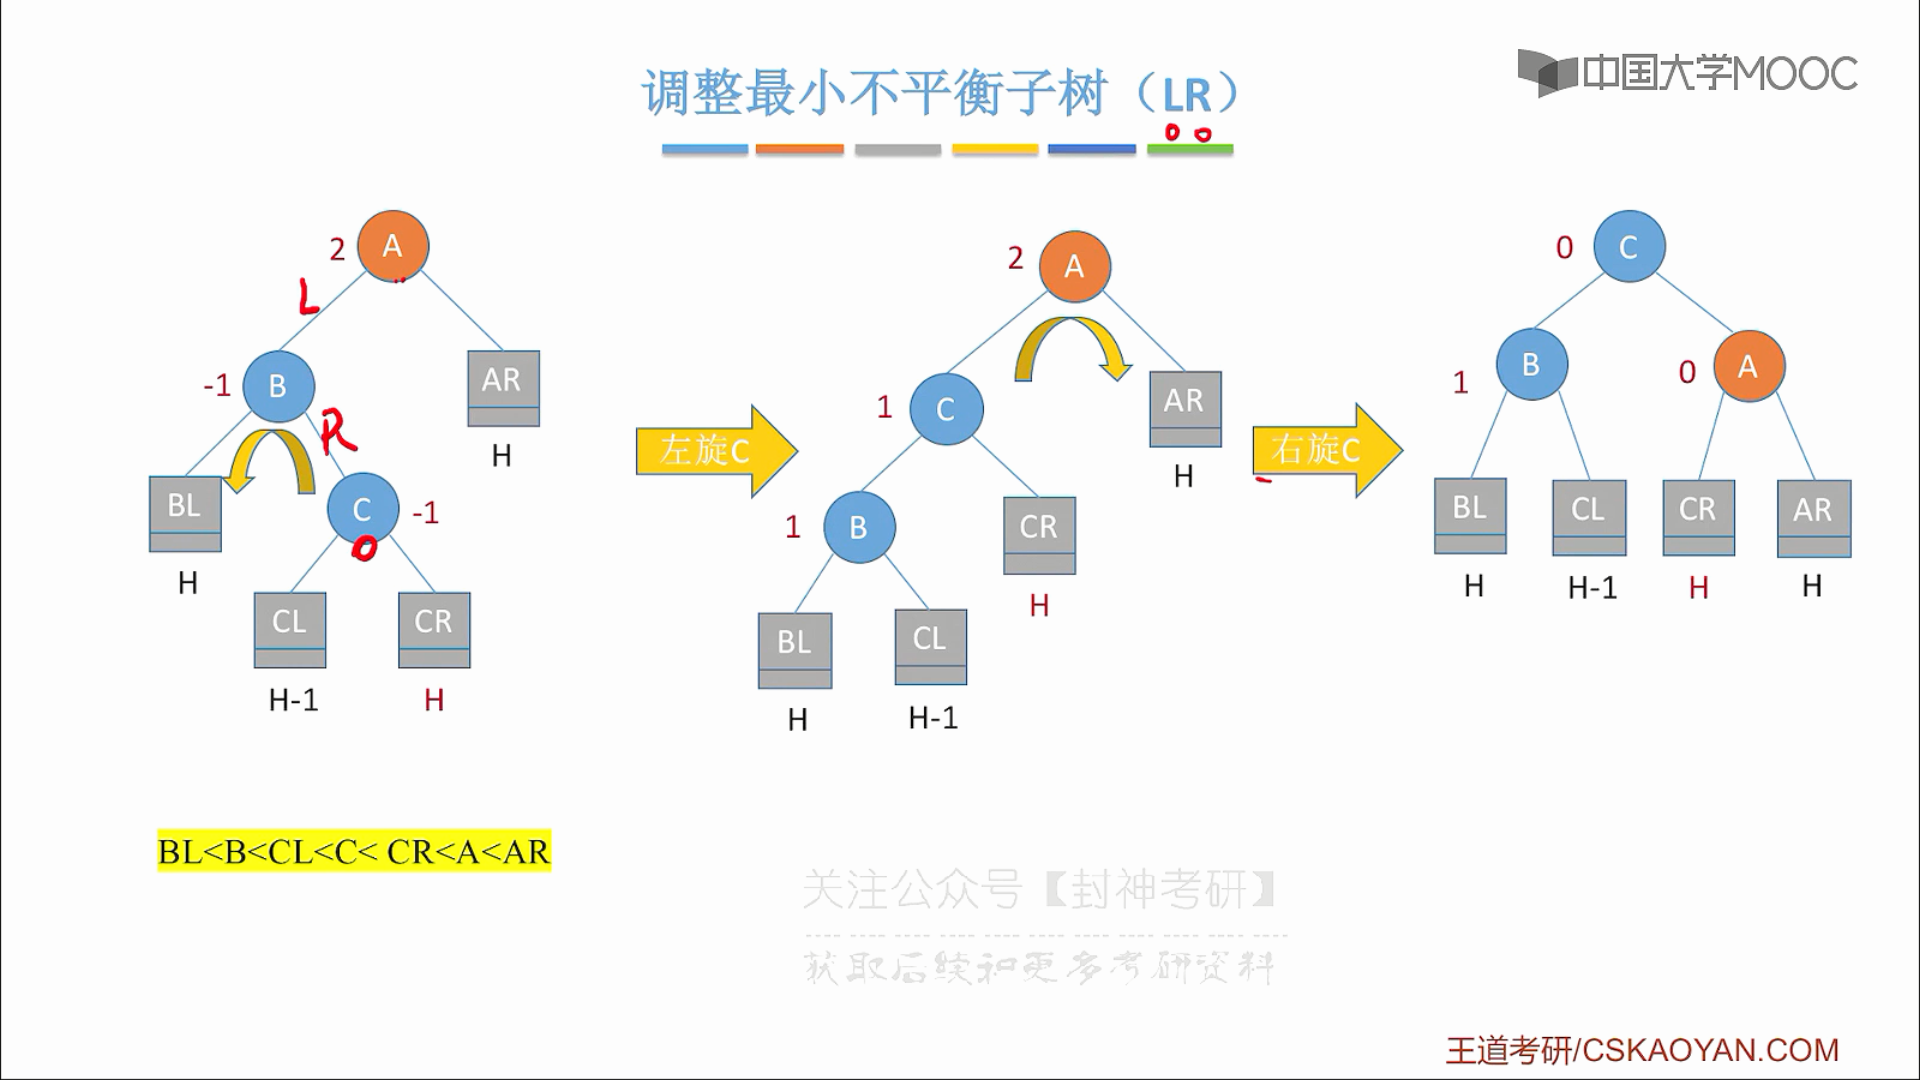 中国大学MOOC
调整最小不平衡子树（LR）
2 A
L
-1 B
AR
H
R
BL
H
C -1
CL
H-1
CR
H
左旋C
2 A
1 C
AR
H
1 B
CR
H
BL
H
CL
H-1
右旋C
0 C
1 B
0 A
BL
H
CL
H-1
CR
H
AR
H
BL<B<CL<C< CR<A<AR
关注公众号【封神考研】
获取后续和更多考研资料
王道考研/CSKAOYAN.COM